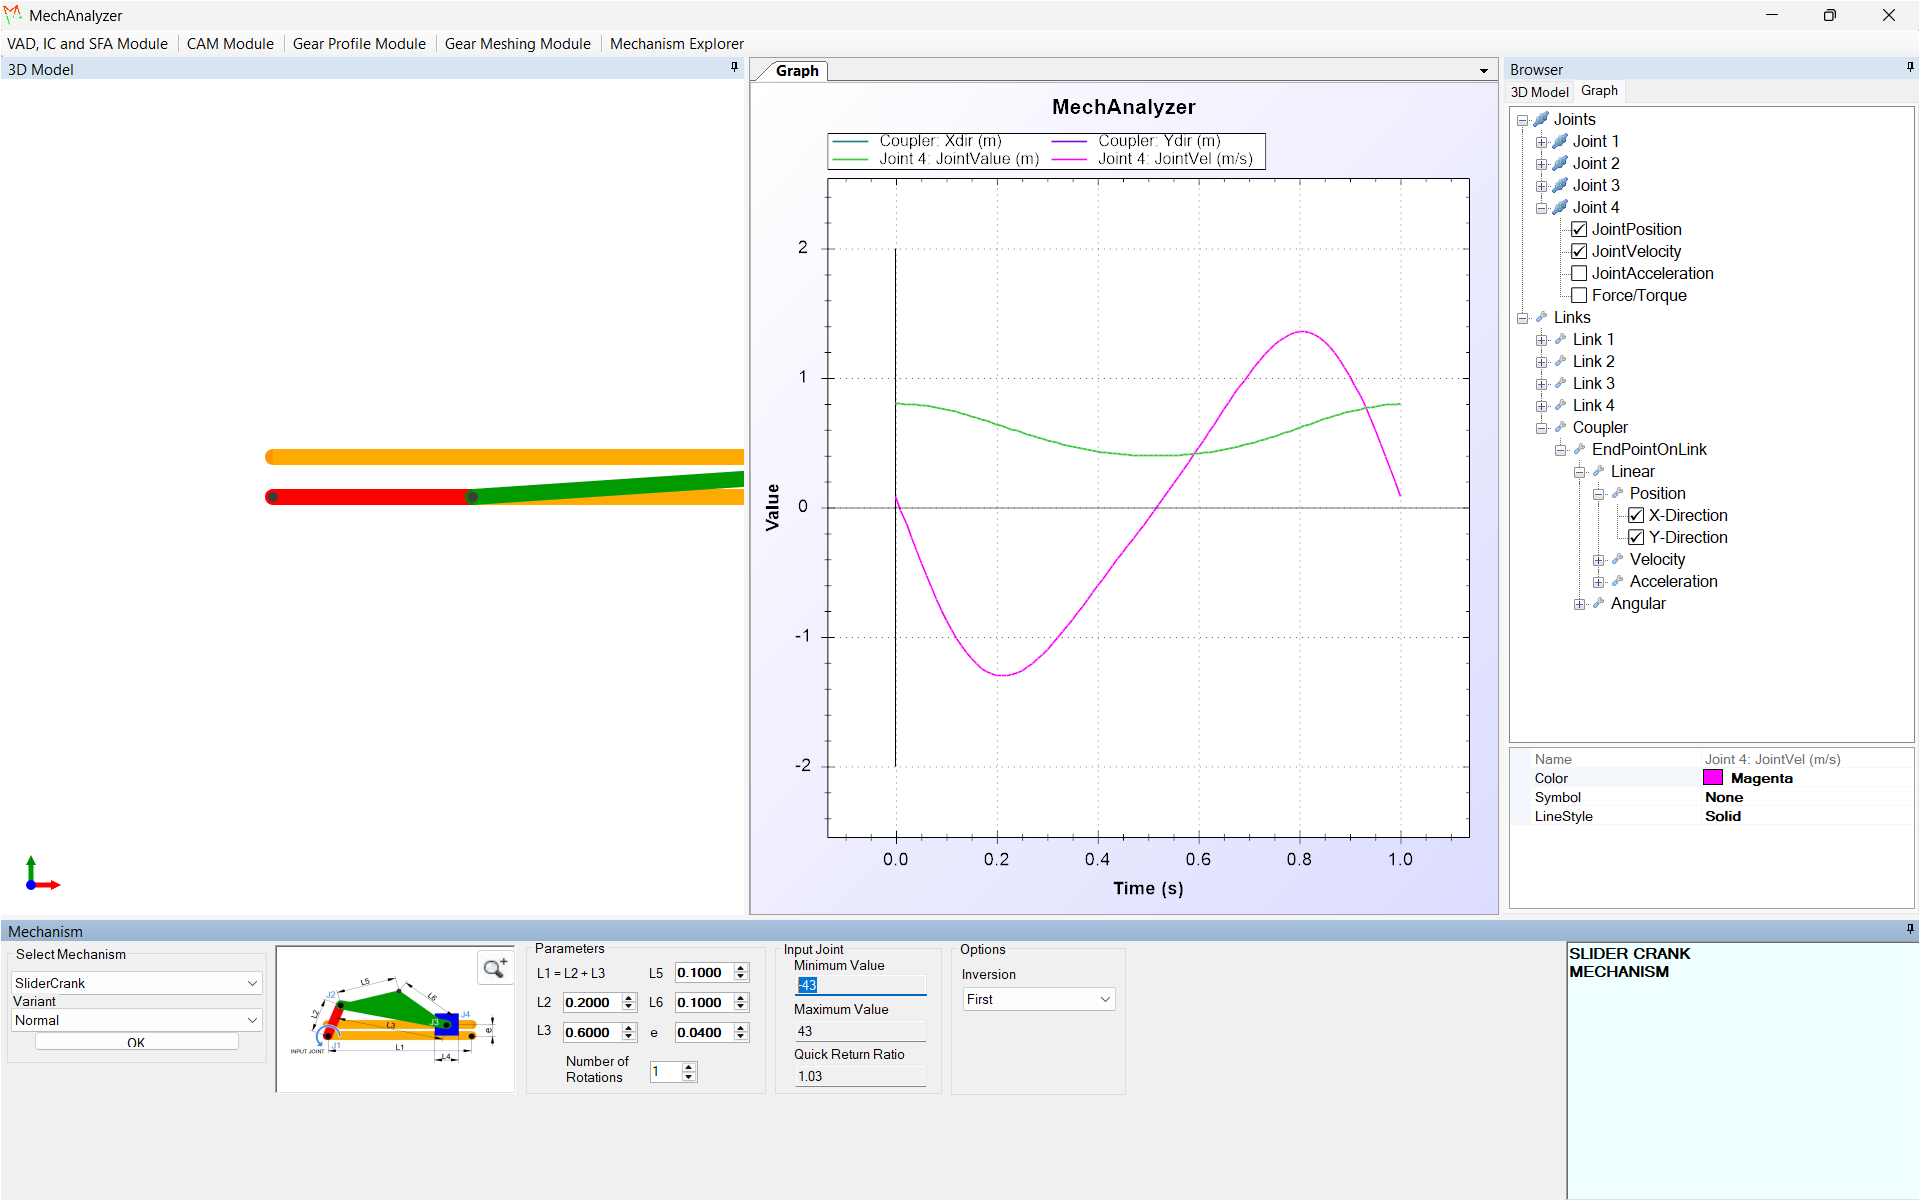 MechAnalyzer
VAD, IC and SFA Module
CAM Module
Gear Profile Module
Gear Meshing Module
Mechanism Explorer
3D Model
Graph
MechAnalyzer
Coupler: Xdir (m)
Coupler: Ydir (m)
Joint 4: JointValue (m)
Joint 4: JointVel (m/s)
2
1
0
-1
-2
Value
0.0
0.2
0.4
0.6
0.8
1.0
Time (s)
Browser
3D Model
Graph
Joints
Joint 1
Joint 2
Joint 3
Joint 4
JointPosition
JointVelocity
JointAcceleration
Force/Torque
Links
Link 1
Link 2
Link 3
Link 4
Coupler
EndPointOnLink
Linear
Position
X-Direction
Y-Direction
Velocity
Acceleration
Angular
Name Joint 4: JointVel (m/s)
Color Magenta
Symbol None
LineStyle Solid
Mechanism
Select Mechanism
SliderCrank
Variant
Normal
OK
L5
L6
J2
L2
L3
J3
J4
e
INPUT JOINT
J1
L1
L4
Parameters
L1 = L2 + L3
L5 0.1000
L2 0.2000
L6 0.1000
L3 0.6000
e 0.0400
Number of
Rotations
1
Input Joint
Minimum Value
-43
Maximum Value
43
Quick Return Ratio
1.03
Options
Inversion
First
SLIDER CRANK
MECHANISM